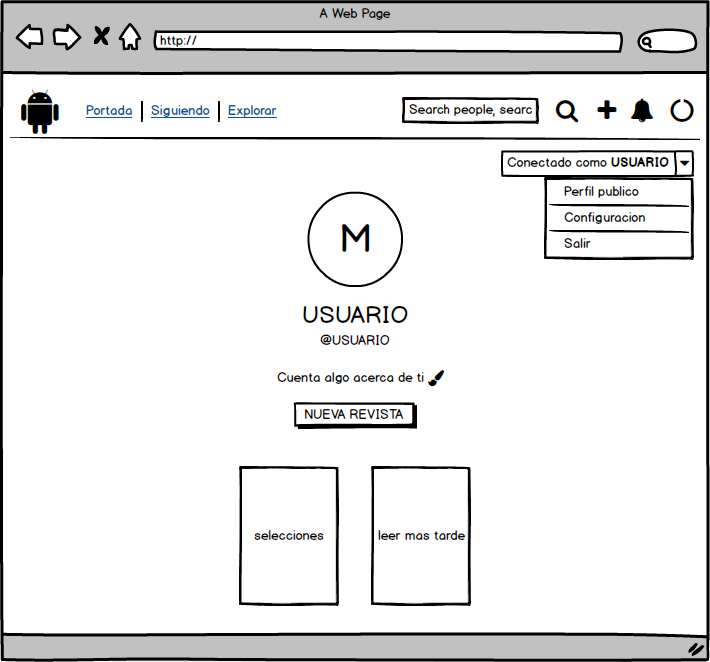 A Web Page
http://
Portada
Siguiendo
Explorar
Search people, searc
Conectado como USUARIO
Perfil publico
Configuracion
Salir
M
USUARIO
@USUARIO
Cuenta algo acerca de ti
NUEVA REVISTA
selecciones
leer mas tarde